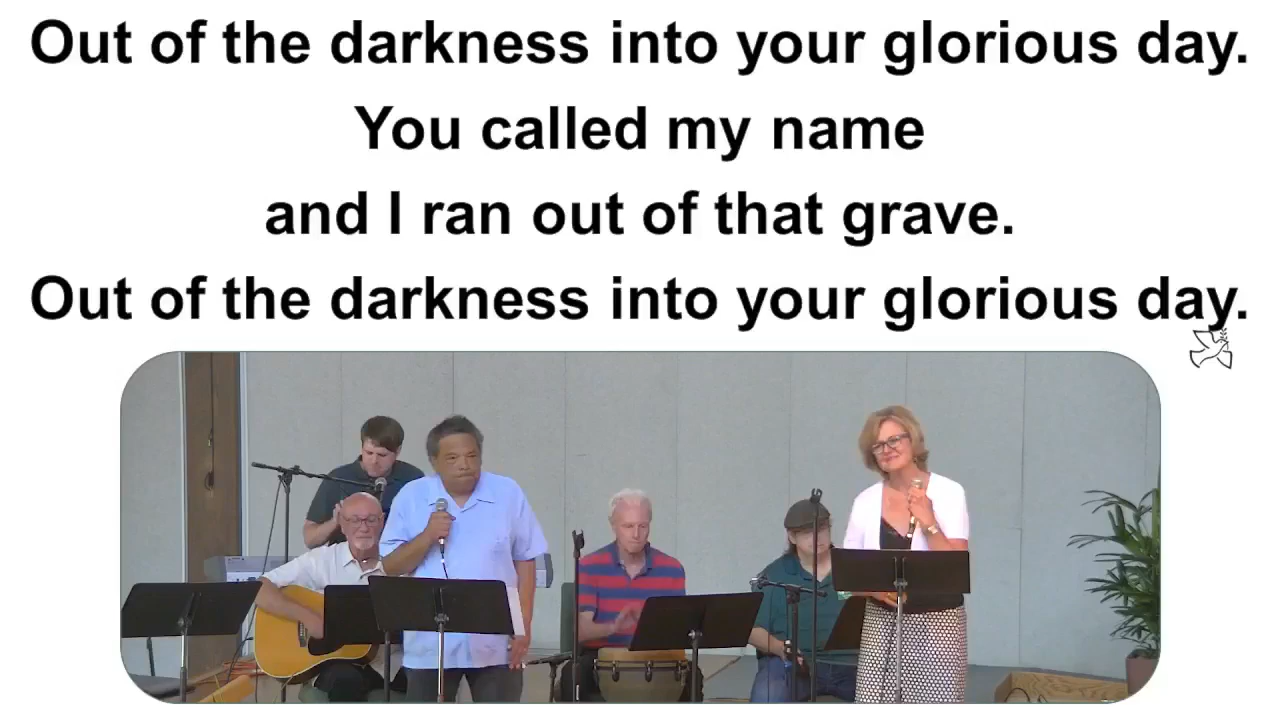 Out of the darkness into your glorious day.
You called my name
and I ran out of that grave.
Out of the darkness into your glorious day.